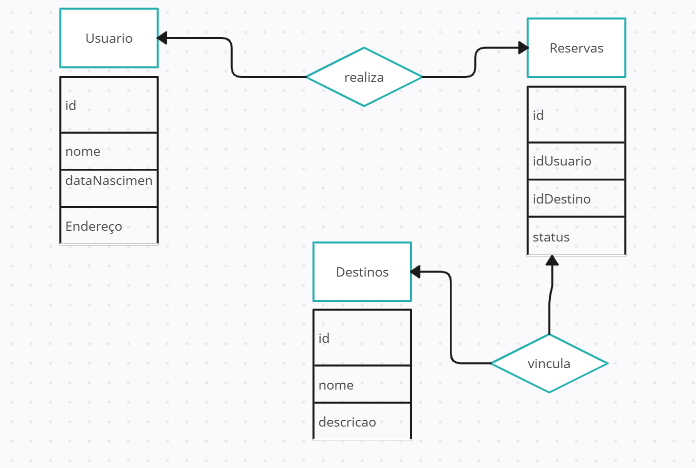 Usuario
id
nome
dataNascimen
Endereço
realiza
Reservas
id
idUsuario
idDestino
status
Destinos
id
nome
descricao
vincula